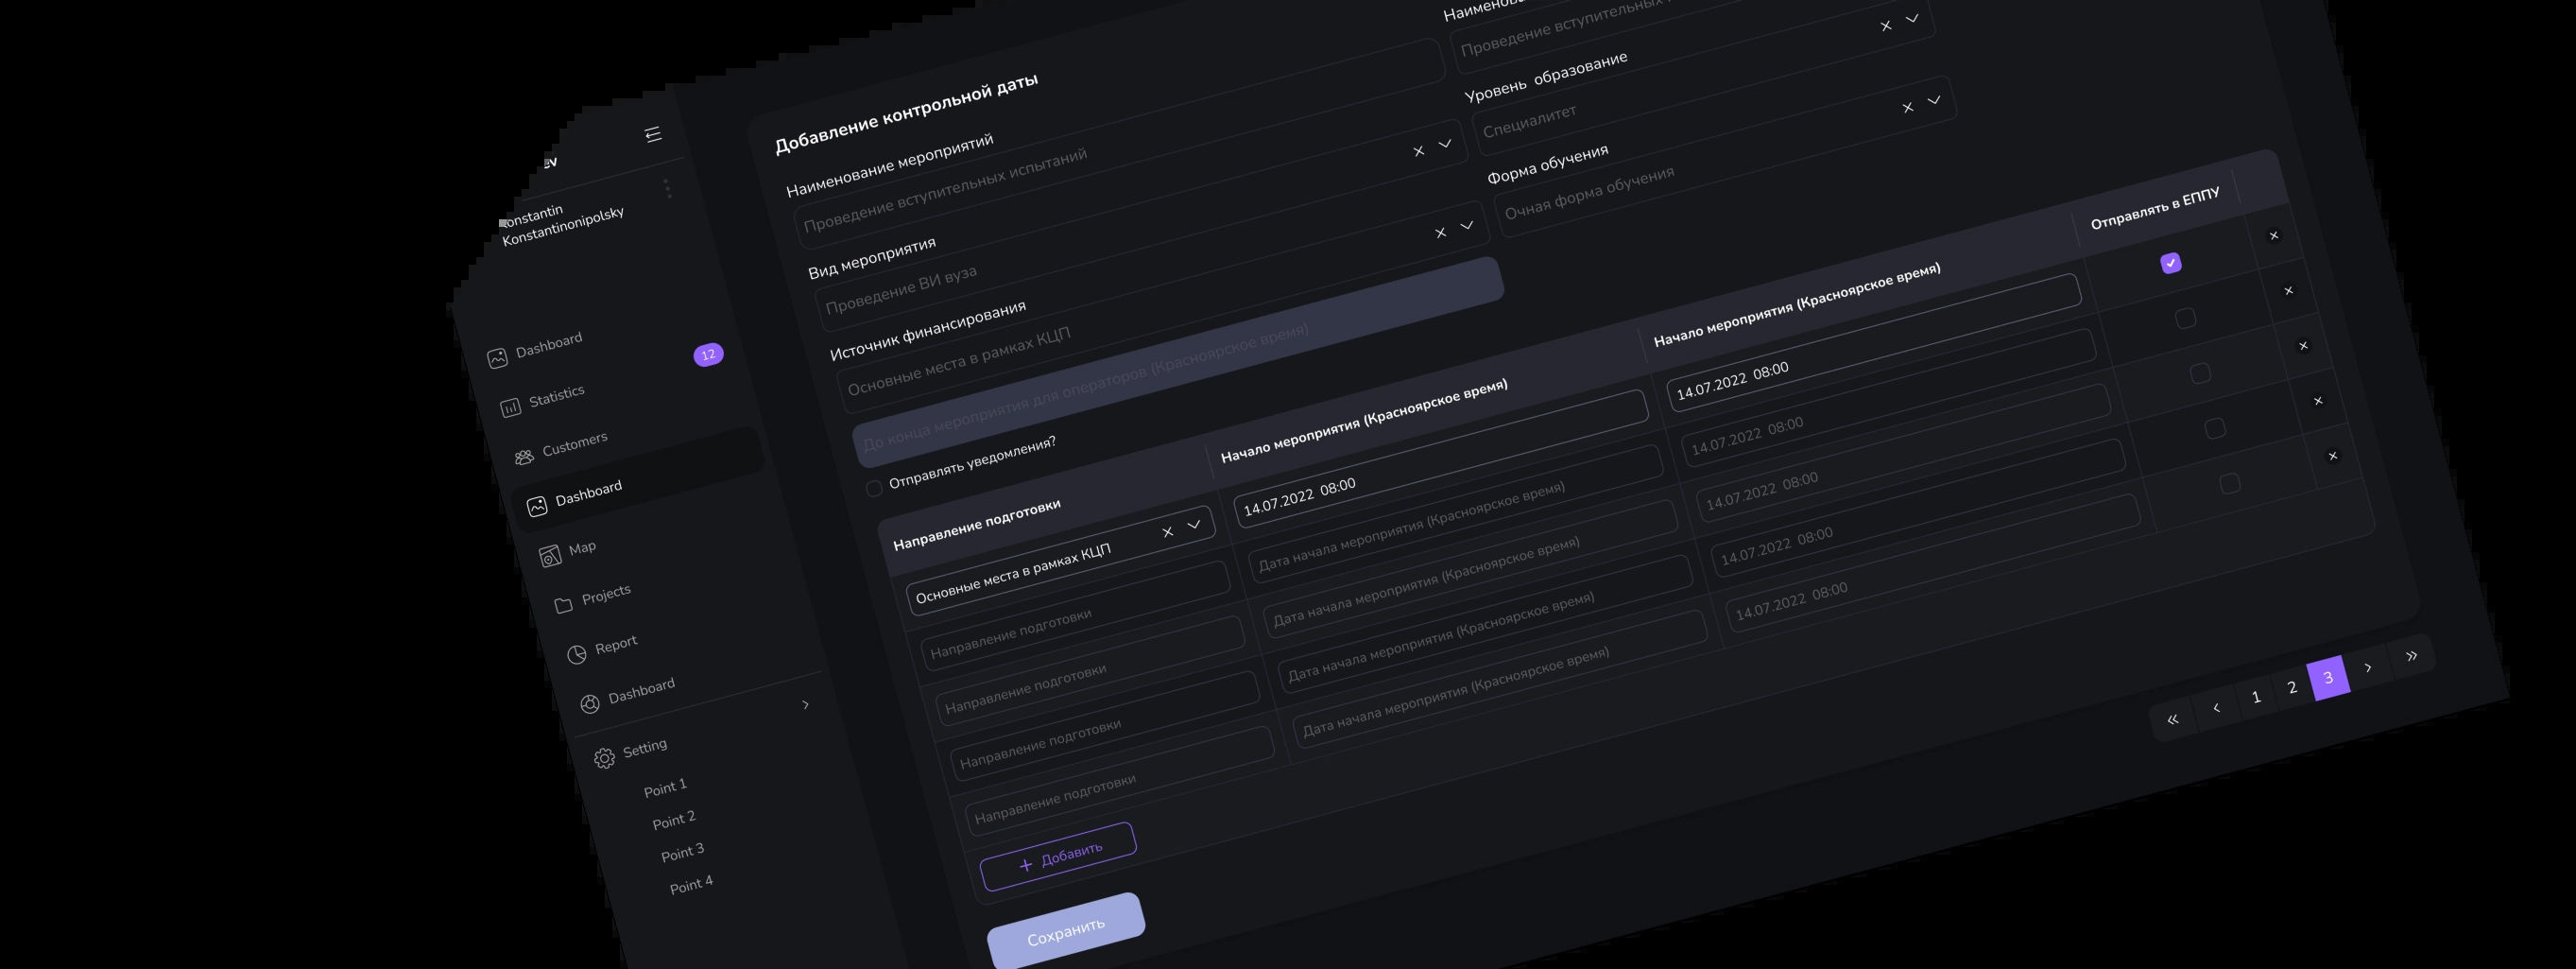 Konstantinonipolsky
Dashboard
Statistics
12
Customers
Dashboard
Map
Projects
Report
Dashboard
Setting
Point 1
Point 2
Point 3
Point 4
Добавление контрольной даты
Наименование мероприятий
Проведение вступительных испытаний
Вид мероприятия
Проведение ВИ вуза
Источник финансирования
Основные места в рамках КЦП
До конца мероприятия для операторов (Красноярское время)
Отправлять уведомления?
Проведение вступительных
Уровень образование
Специалитет
Форма обучения
Очная форма обучения
Направление подготовки
Начало мероприятия (Красноярское время)
Начало мероприятия (Красноярское время)
Отправлять в ЕППУ
Основные места в рамках КЦП
14.07.2022 08:00
14.07.2022 08:00
Направление подготовки
Дата начала мероприятия (Красноярское время)
14.07.2022 08:00
Направление подготовки
Дата начала мероприятия (Красноярское время)
14.07.2022 08:00
Направление подготовки
Дата начала мероприятия (Красноярское время)
14.07.2022 08:00
Направление подготовки
Дата начала мероприятия (Красноярское время)
14.07.2022 08:00
Добавить
Сохранить
1 2 3